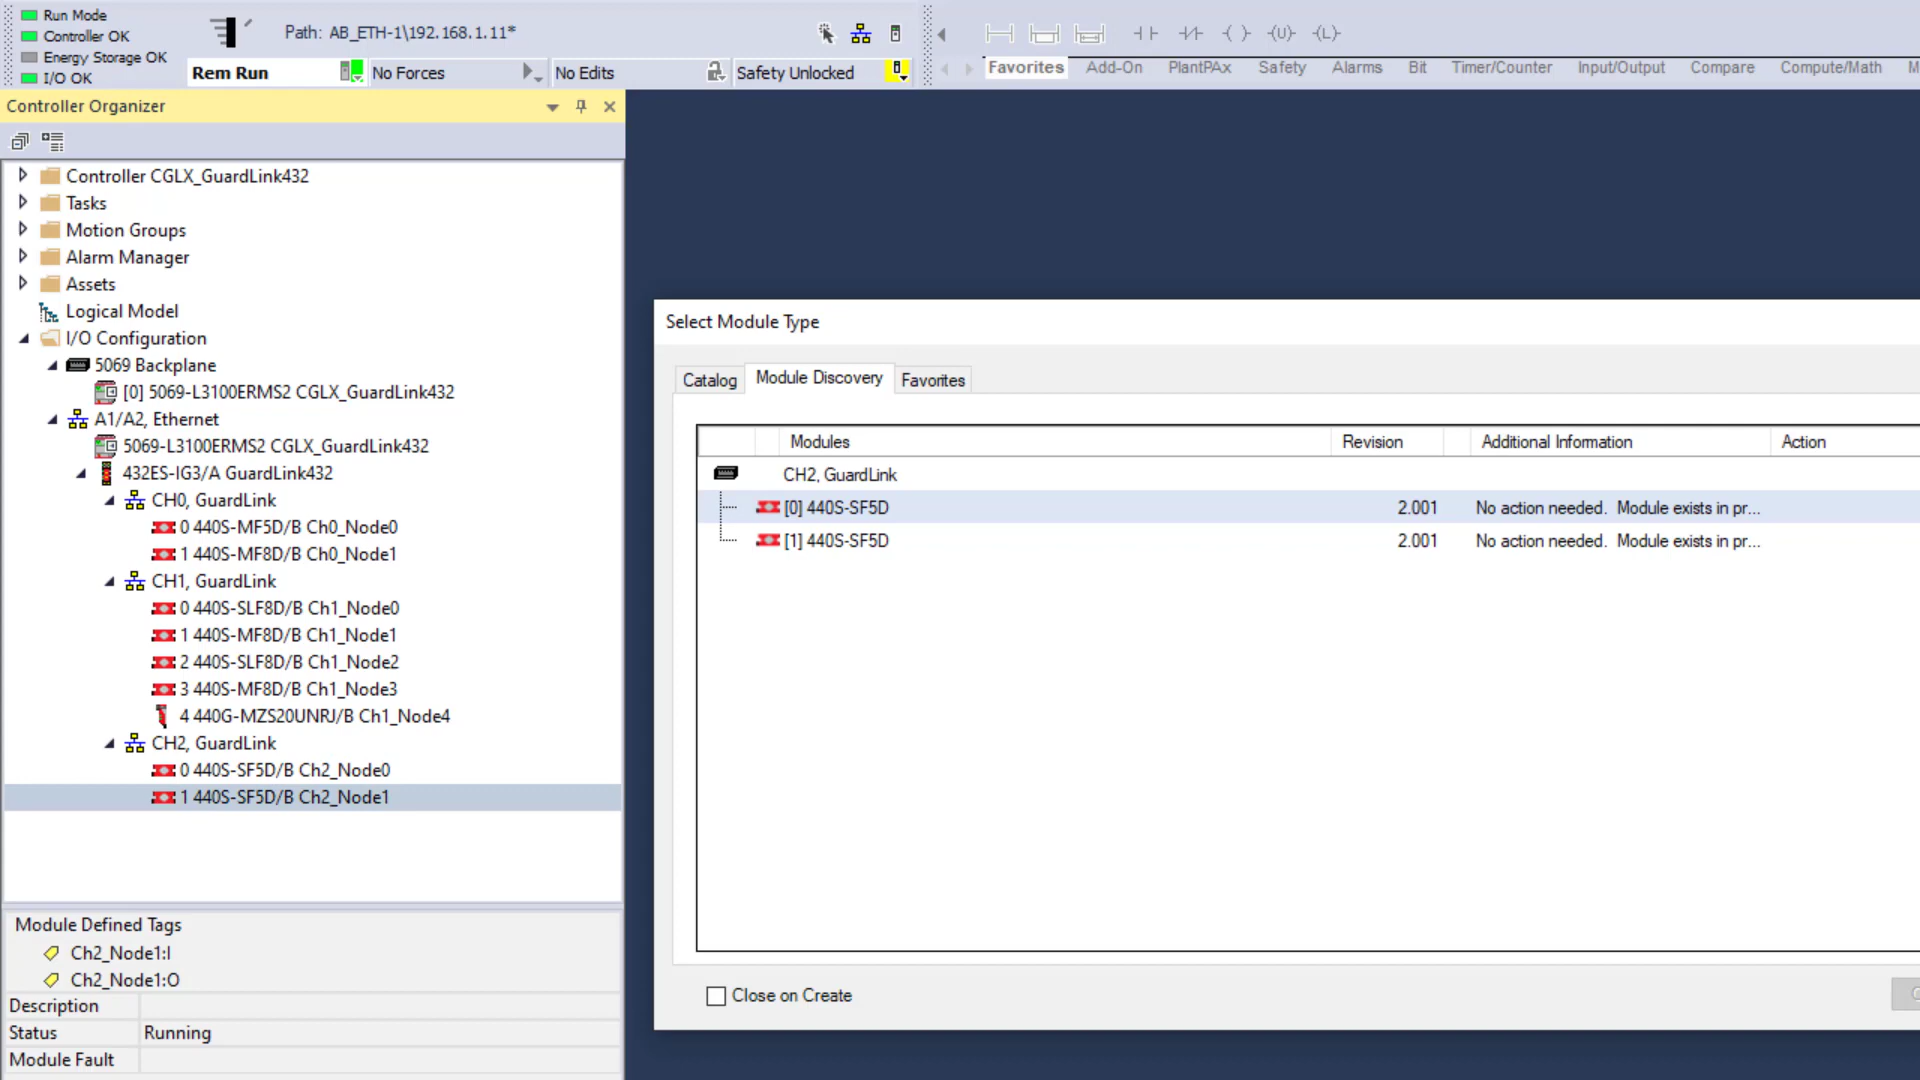 Run Mode
Controller OK
Energy Storage OK
I/O OK
Path: AB_ETH-1\192.168.1.11*
Rem Run
No Forces
No Edits
Safety Unlocked
Favorites Add-On PlantPAx Safety Alarms Bit Timer/Counter Input/Output Compare Compute/Math
Controller Organizer
Controller CGLX_GuardLink432
Tasks
Motion Groups
Alarm Manager
Assets
Logical Model
I/O Configuration
5069 Backplane
[0] 5069-L3100ERMS2 CGLX_GuardLink432
A1/A2, Ethernet
5069-L3100ERMS2 CGLX_GuardLink432
432ES-IG3/A GuardLink432
CH0, GuardLink
0 440S-MF5D/B Ch0_Node0
1 440S-MF8D/B Ch0_Node1
CH1, GuardLink
0 440S-SLF8D/B Ch1_Node0
1 440S-MF8D/B Ch1_Node1
2 440S-SLF8D/B Ch1_Node2
3 440S-MF8D/B Ch1_Node3
4 440G-MZS20UNRJ/B Ch1_Node4
CH2, GuardLink
0 440S-SF5D/B Ch2_Node0
1 440S-SF5D/B Ch2_Node1
Module Defined Tags
Ch2_Node1:I
Ch2_Node1:O
Description
Status Running
Module Fault
Select Module Type
Catalog Module Discovery Favorites
Modules Revision Additional Information Action
CH2, GuardLink
[0] 440S-SF5D 2.001 No action needed. Module exists in pr...
[1] 440S-SF5D 2.001 No action needed. Module exists in pr...
Close on Create